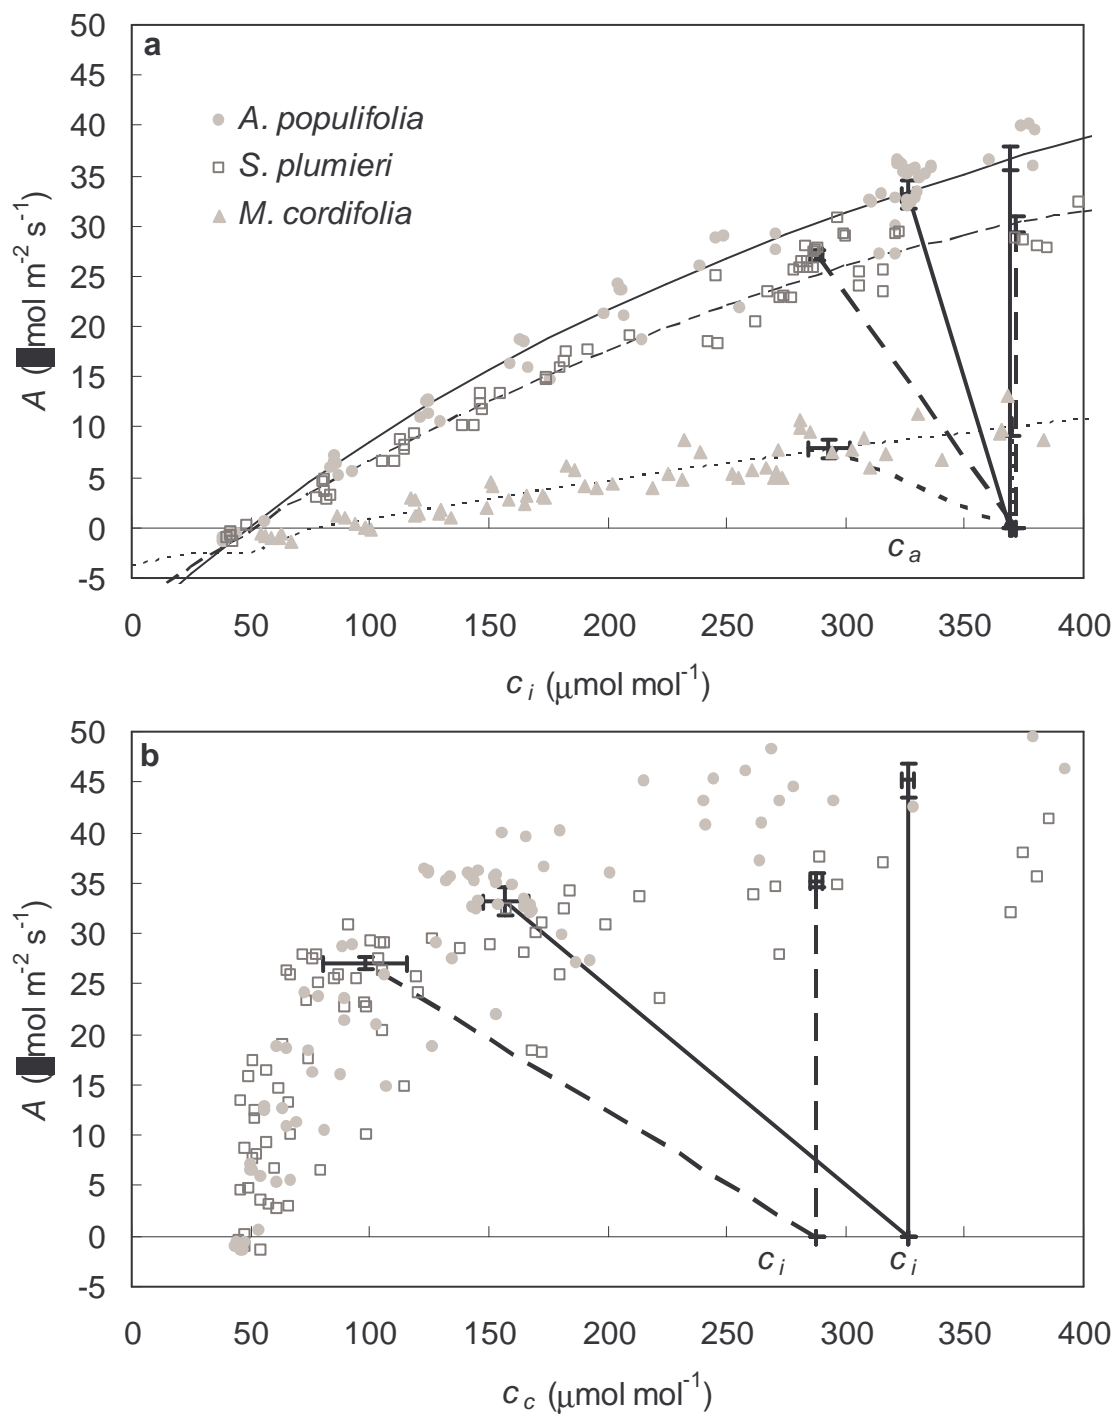 a
50
45
40
35
30
25
20
15
10
5
0
-5
A. populifolia
S. plumieri
M. cordifolia
A (█mol m⁻² s⁻¹)
c a
0 50 100 150 200 250 300 350 400
c i (μmol mol⁻¹)
b
50
45
40
35
30
25
20
15
10
5
0
-5
A (█mol m⁻² s⁻¹)
c i c i
0 50 100 150 200 250 300 350 400
c c (μmol mol⁻¹)